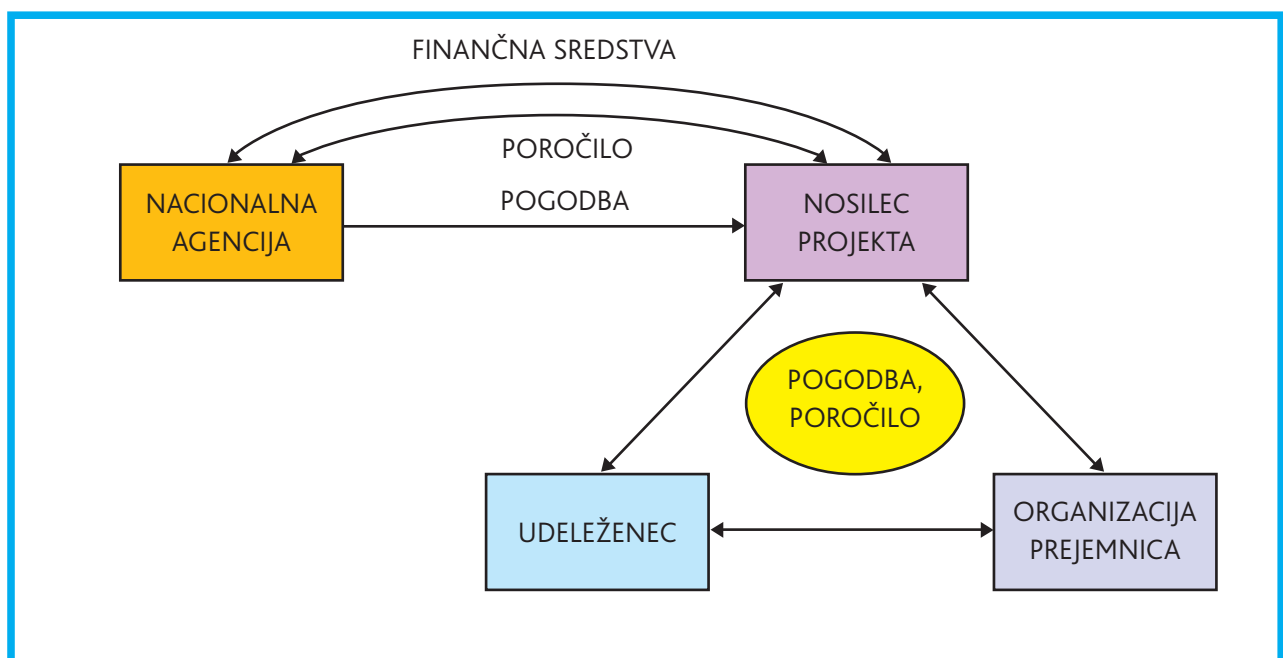 FINANČNA SREDSTVA
POROČILO
POGODBA
NACIONALNA
AGENCIJA
NOSILEC
PROJEKTA
POGODBA,
POROČILO
UDELEŽENEC
ORGANIZACIJA
PREJEMNICA